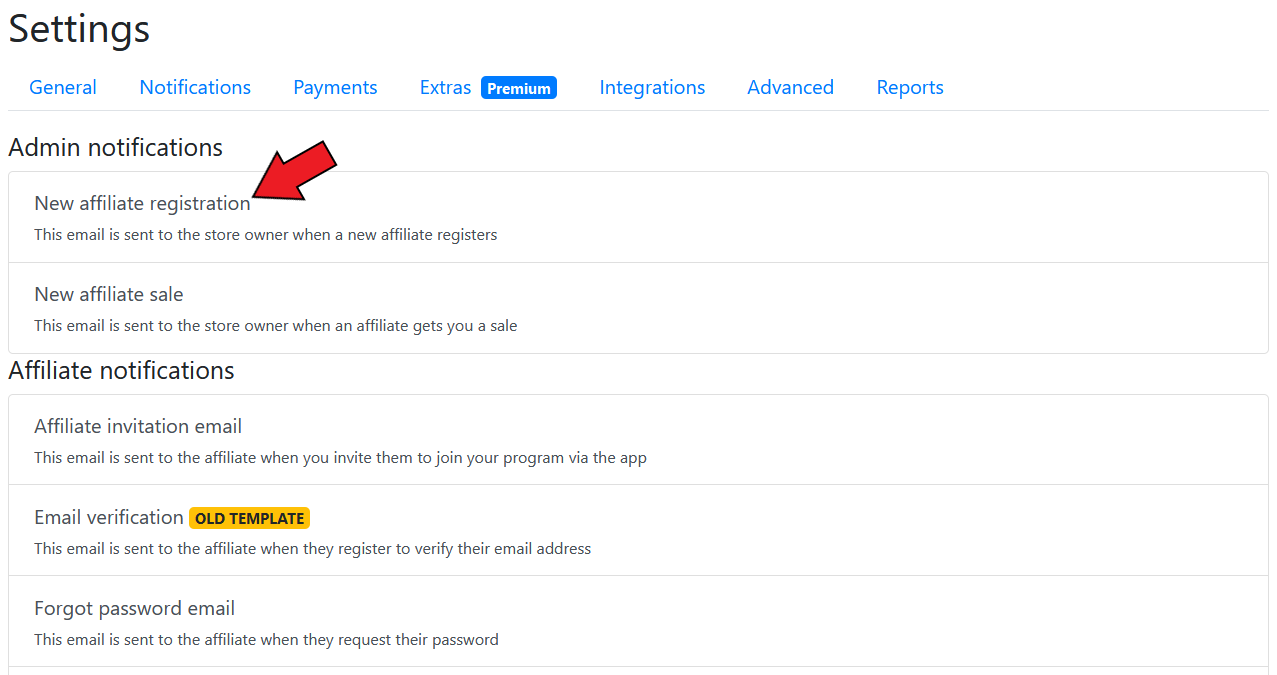 Settings
General Notifications Payments Extras Premium Integrations Advanced Reports
Admin notifications
New affiliate registration
This email is sent to the store owner when a new affiliate registers
New affiliate sale
This email is sent to the store owner when an affiliate gets you a sale
Affiliate notifications
Affiliate invitation email
This email is sent to the affiliate when you invite them to join your program via the app
Email verification OLD TEMPLATE
This email is sent to the affiliate when they register to verify their email address
Forgot password email
This email is sent to the affiliate when they request their password